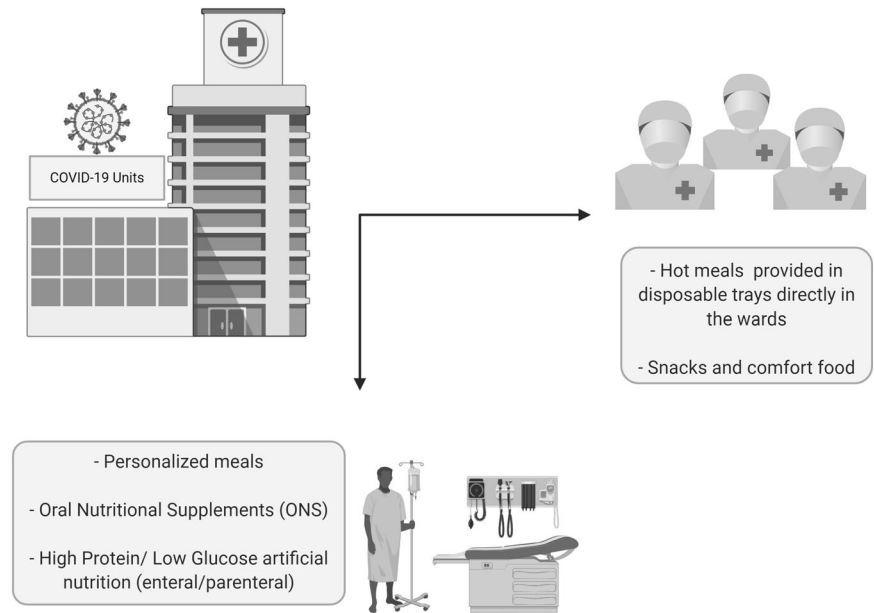 COVID-19 Units
- Hot meals provided in
disposable trays directly in
the wards
- Snacks and comfort food
- Personalized meals
- Oral Nutritional Supplements (ONS)
- High Protein/ Low Glucose artificial
nutrition (enteral/parenteral)